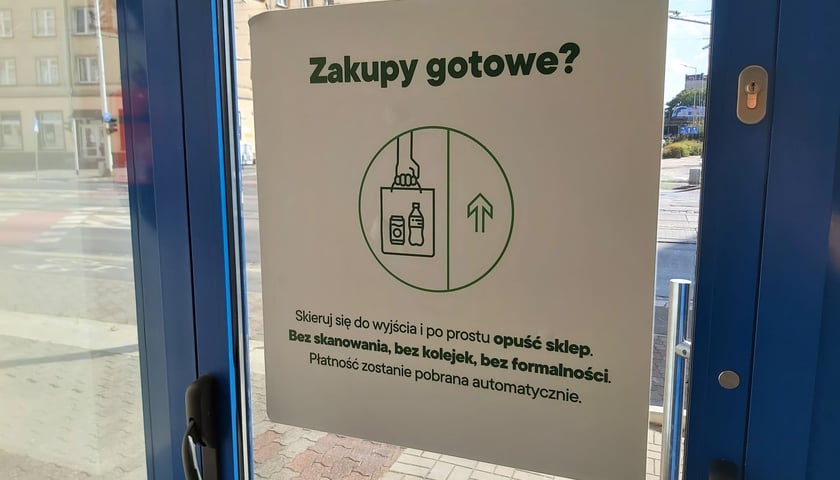 Zakupy gotowe?
Skieruj się do wyjścia i po prostu opuść sklep.
Bez skanowania, bez kolejek, bez formalności.
Płatność zostanie pobrana automatycznie.